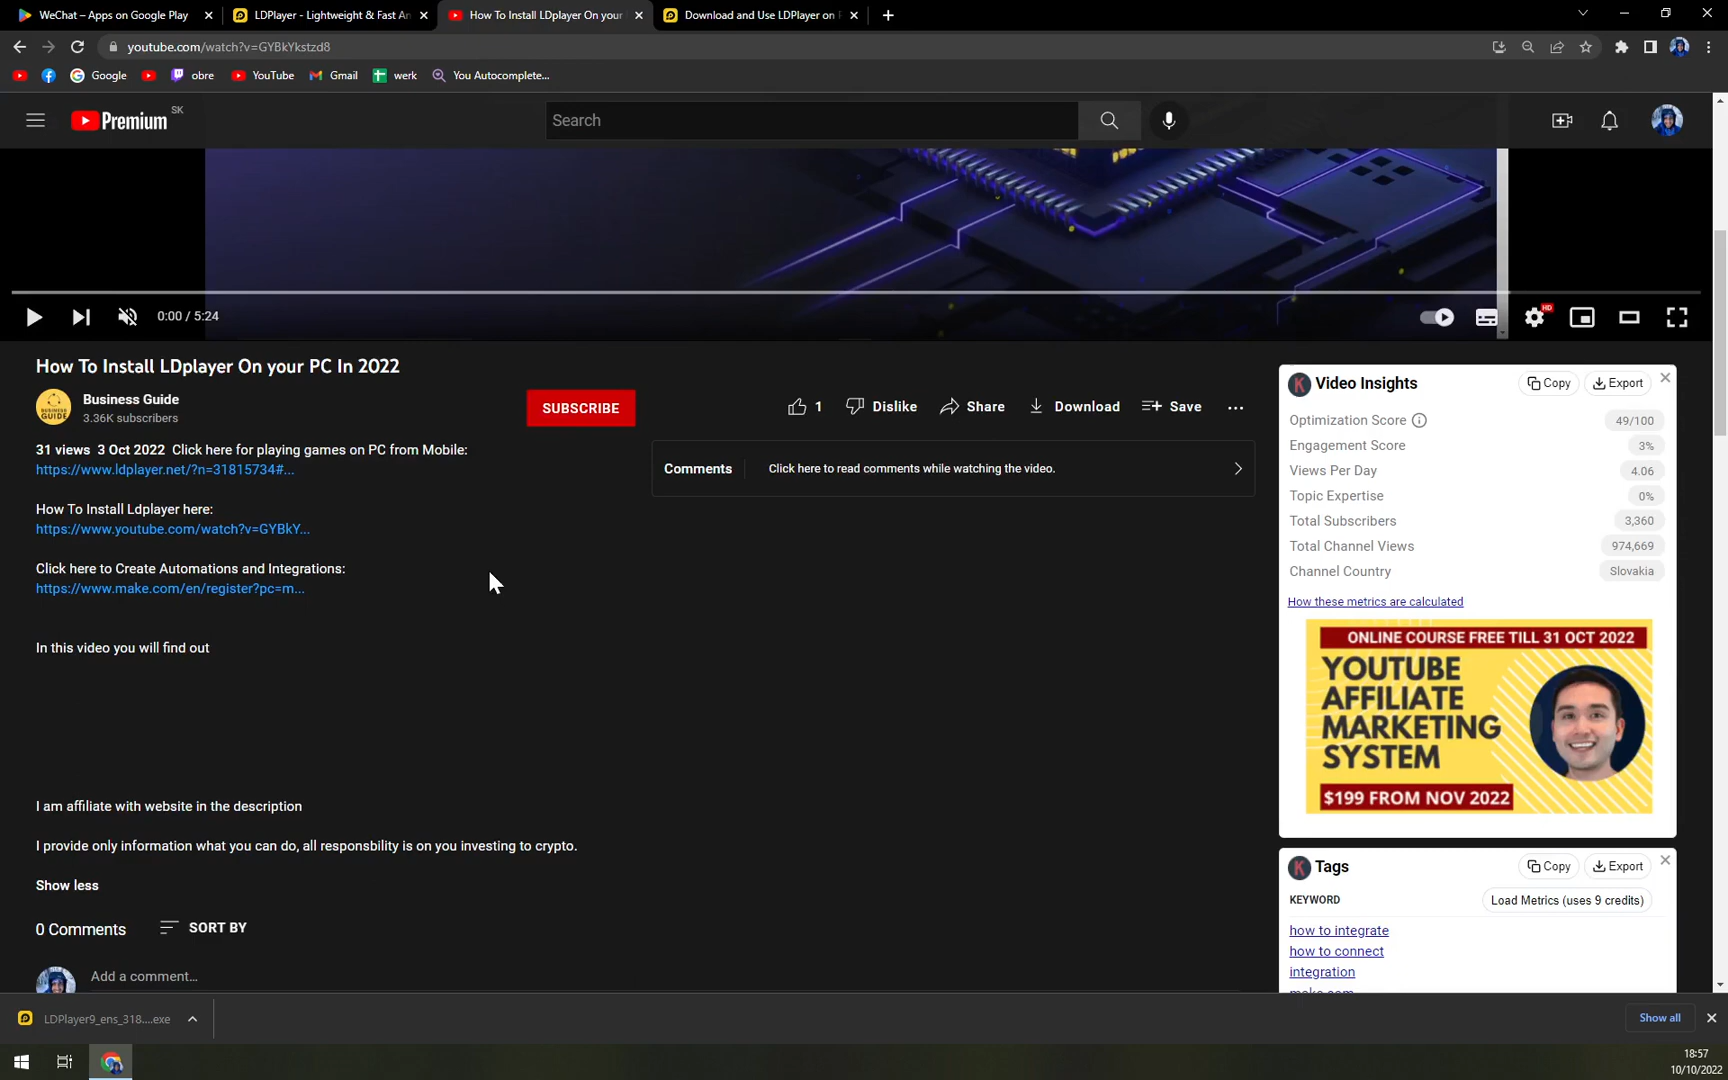 WeChat – Apps on Google Play
LDPlayer - Lightweight & Fast An
How To Install LDplayer On your
Download and Use LDPlayer on
youtube.com/watch?v=GYBkYkstzd8
Google
obre
YouTube
Gmail
werk
You Autocomplete...
Premium
SK
Search
0:00 / 5:24
HD
How To Install LDplayer On your PC In 2022
Business Guide
3.36K subscribers
SUBSCRIBE
1
Dislike
Share
Download
Save
31 views 3 Oct 2022 Click here for playing games on PC from Mobile:
https://www.ldplayer.net/?n=31815734#...
How To Install Ldplayer here:
https://www.youtube.com/watch?v=GYBkY...
Click here to Create Automations and Integrations:
https://www.make.com/en/register?pc=m...
In this video you will find out
I am affiliate with website in the description
I provide only information what you can do, all responsbility is on you investing to crypto.
Show less
0 Comments
SORT BY
Add a comment...
Comments
Click here to read comments while watching the video.
K Video Insights
Copy
Export
Optimization Score
49/100
Engagement Score
3%
Views Per Day
4.06
Topic Expertise
0%
Total Subscribers
3,360
Total Channel Views
974,669
Channel Country
Slovakia
How these metrics are calculated
ONLINE COURSE FREE TILL 31 OCT 2022
YOUTUBE
AFFILIATE
MARKETING
SYSTEM
$199 FROM NOV 2022
K Tags
Copy
Export
KEYWORD
Load Metrics (uses 9 credits)
how to integrate
how to connect
integration
make.com
LDPlayer9_ens_318....exe
Show all
18:57
10/10/2022